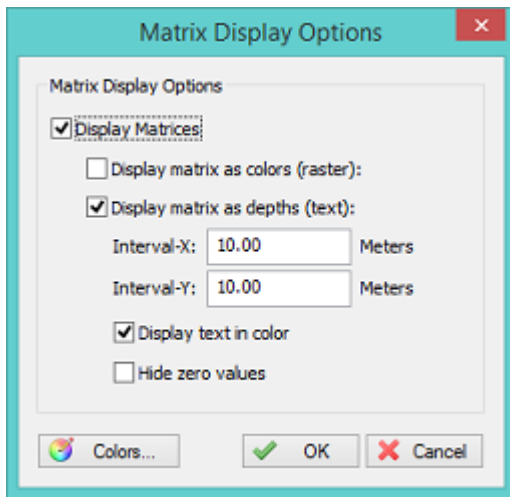 Matrix Display Options
Matrix Display Options
Display Matrices
Display matrix as colors (raster):
Display matrix as depths (text):
Interval-X: 10.00 Meters
Interval-Y: 10.00 Meters
Display text in color
Hide zero values
Colors... OK Cancel